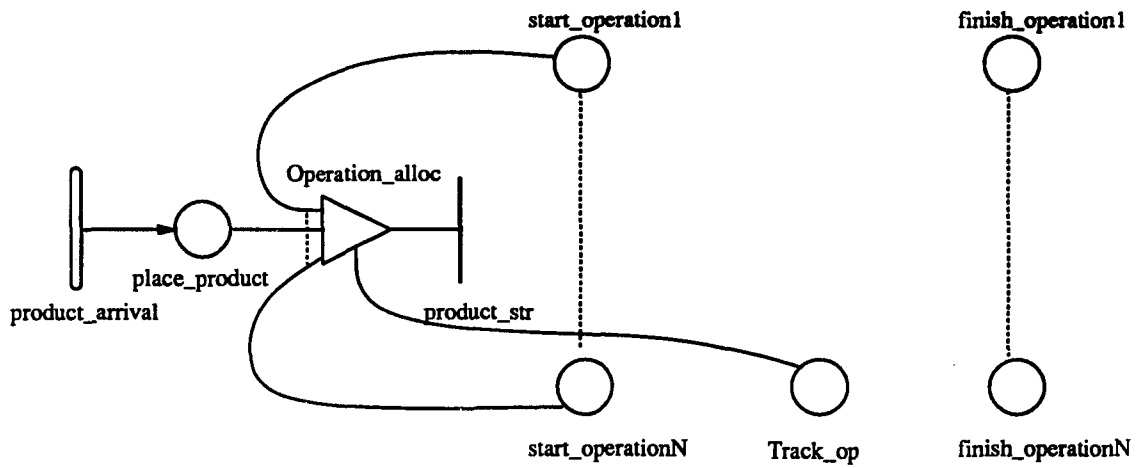 start_operation1
finish_operation1
Operation_alloc
place_product
product_arrival
product_str
start_operationN
Track_op
finish_operationN